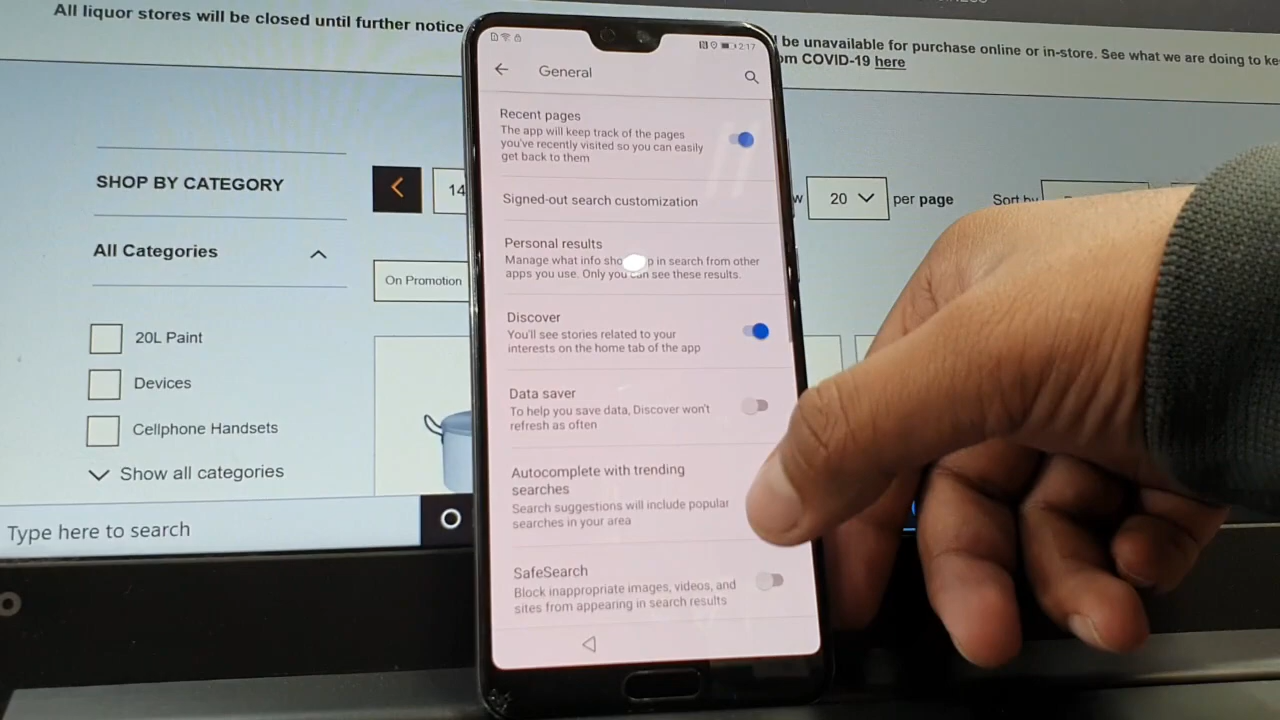 All liquor stores will be closed until further notice
be unavailable for purchase online or in-store. See what we are doing to ke
om COVID-19 here
SHOP BY CATEGORY
All Categories
20L Paint
Devices
Cellphone Handsets
Show all categories
Type here to search
14
On Promotion
20
per page
Sort by
2:17
General
Recent pages
The app will keep track of the pages
you've recently visited so you can easily
get back to them
Signed-out search customization
Personal results
Manage what info sho p in search from other
apps you use. Only you can see these results.
Discover
You'll see stories related to your
interests on the home tab of the app
Data saver
To help you save data, Discover won't
refresh as often
Autocomplete with trending
searches
Search suggestions will include popular
searches in your area
SafeSearch
Block inappropriate images, videos, and
sites from appearing in search results